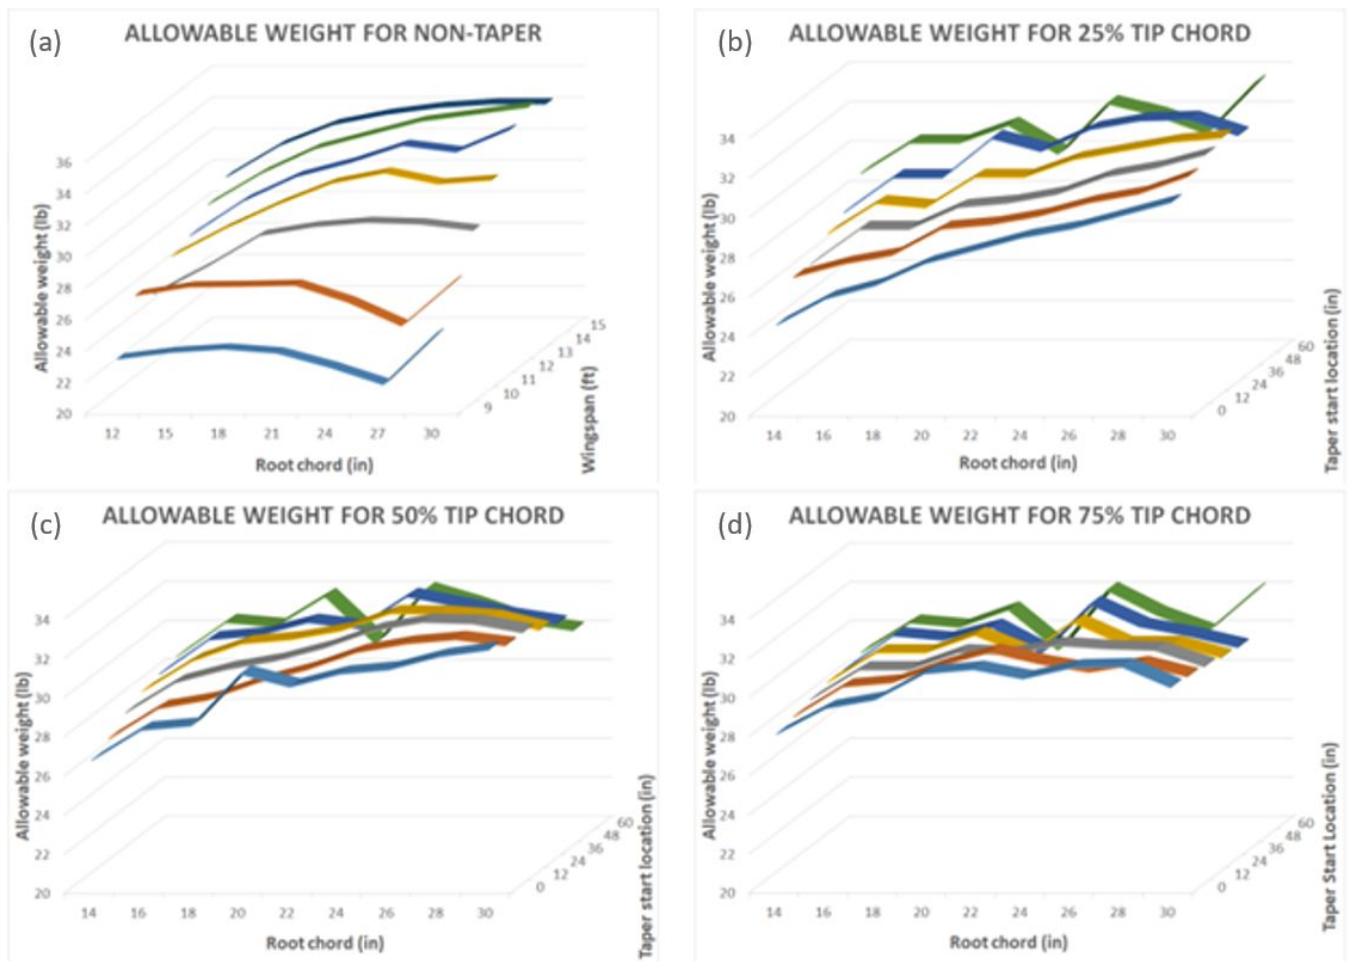 (a)
ALLOWABLE WEIGHT FOR NON-TAPER
Allowable weight (lb)
36
34
32
30
28
26
24
22
20
12 15 18 21 24 27 30
Root chord (in)
9 10 11 12 13 14 15
Wingspan (ft)
(b)
ALLOWABLE WEIGHT FOR 25% TIP CHORD
Allowable weight (lb)
34
32
30
28
26
24
22
20
14 16 18 20 22 24 26 28 30
Root chord (in)
0 12 24 36 48 60
Taper start location (in)
(c)
ALLOWABLE WEIGHT FOR 50% TIP CHORD
Allowable weight (lb)
34
32
30
28
26
24
22
20
14 16 18 20 22 24 26 28 30
Root chord (in)
0 12 24 36 48 60
Taper start location (in)
(d)
ALLOWABLE WEIGHT FOR 75% TIP CHORD
Allowable weight (lb)
34
32
30
28
26
24
22
20
14 16 18 20 22 24 26 28 30
Root chord (in)
0 12 24 36 48 60
Taper Start Location (in)